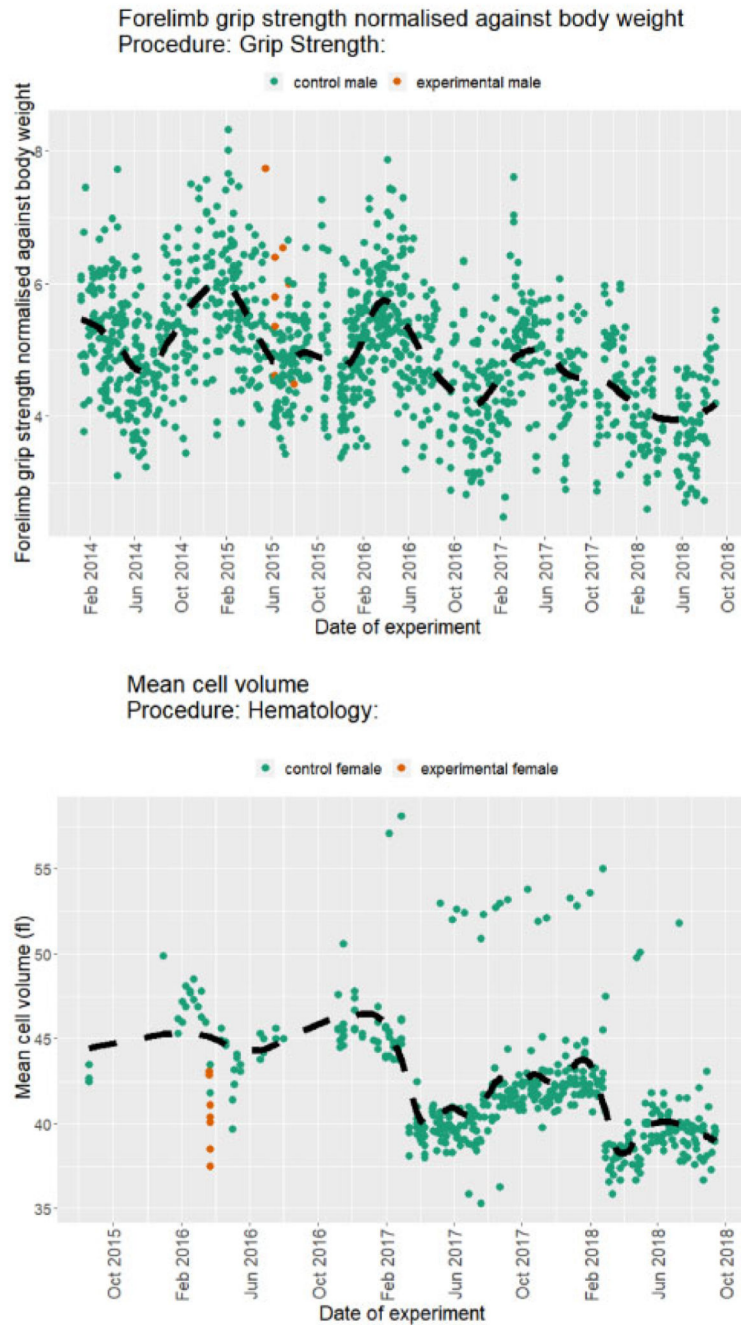 Forelimb grip strength normalised against body weight
Procedure: Grip Strength:
control male experimental male
Forelimb grip strength normalised against body weight
8
6
4
Feb 2014
Jun 2014
Oct 2014
Feb 2015
Jun 2015
Oct 2015
Feb 2016
Jun 2016
Oct 2016
Feb 2017
Jun 2017
Oct 2017
Feb 2018
Jun 2018
Oct 2018
Date of experiment
Mean cell volume
Procedure: Hematology:
control female experimental female
Mean cell volume (fl)
55
50
45
40
35
Oct 2015
Feb 2016
Jun 2016
Oct 2016
Feb 2017
Jun 2017
Oct 2017
Feb 2018
Jun 2018
Oct 2018
Date of experiment